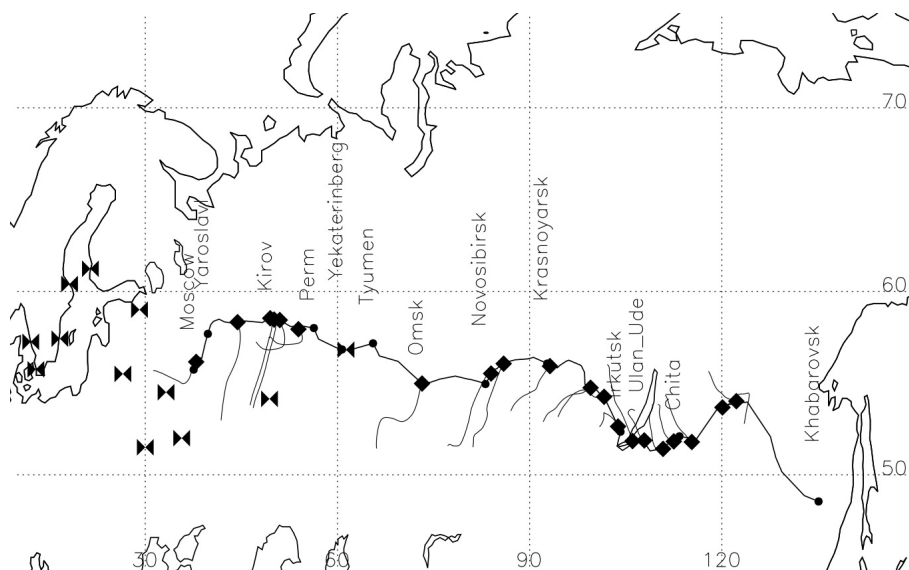 70
60
50
30
60
90
120
Moscow
Yaroslavl
Kirov
Perm
Yekaterinberg
Tyumen
Omsk
Novosibirsk
Krasnoyarsk
Irkutsk
Ulan_Ude
Chita
Khabarovsk